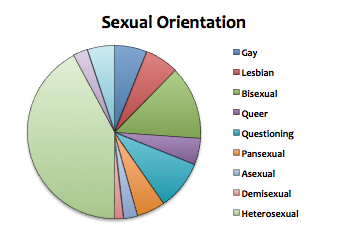 Sexual Orientation
Gay
Lesbian
Bisexual
Queer
Questioning
Pansexual
Asexual
Demisexual
Heterosexual